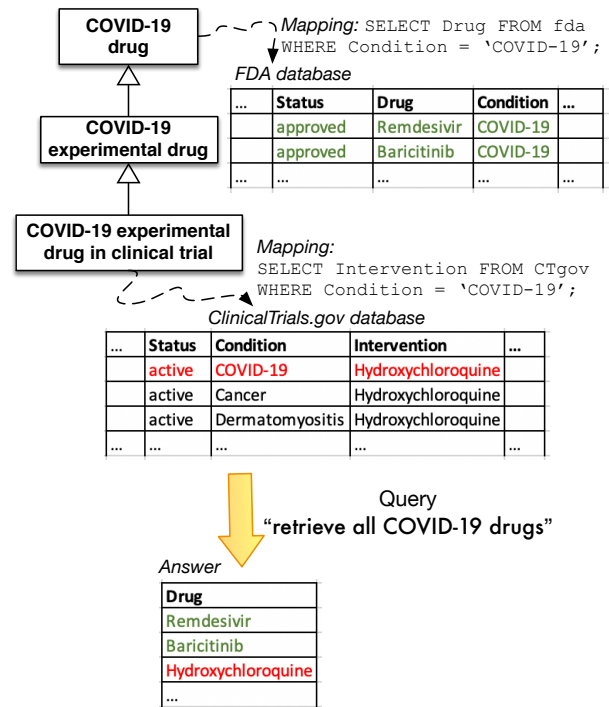 COVID-19
drug
Mapping: SELECT Drug FROM fda
WHERE Condition = ‘COVID-19’;
FDA database
... Status Drug Condition ...
approved Remdesivir COVID-19
approved Baricitinib COVID-19
... ... ... ...
COVID-19
experimental drug
COVID-19 experimental
drug in clinical trial
Mapping:
SELECT Intervention FROM CTgov
WHERE Condition = ‘COVID-19’;
ClinicalTrials.gov database
... Status Condition Intervention ...
active COVID-19 Hydroxychloroquine
active Cancer Hydroxychloroquine
active Dermatomyositis Hydroxychloroquine
... ... ... ... ...
Query
“retrieve all COVID-19 drugs”
Answer
Drug
Remdesivir
Baricitinib
Hydroxychloroquine
...